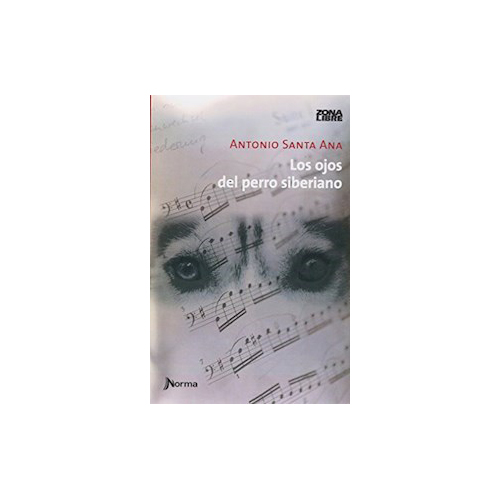 ZONA
LIBRE
ANTONIO SANTA ANA
Los ojos
del perro siberiano
Norma